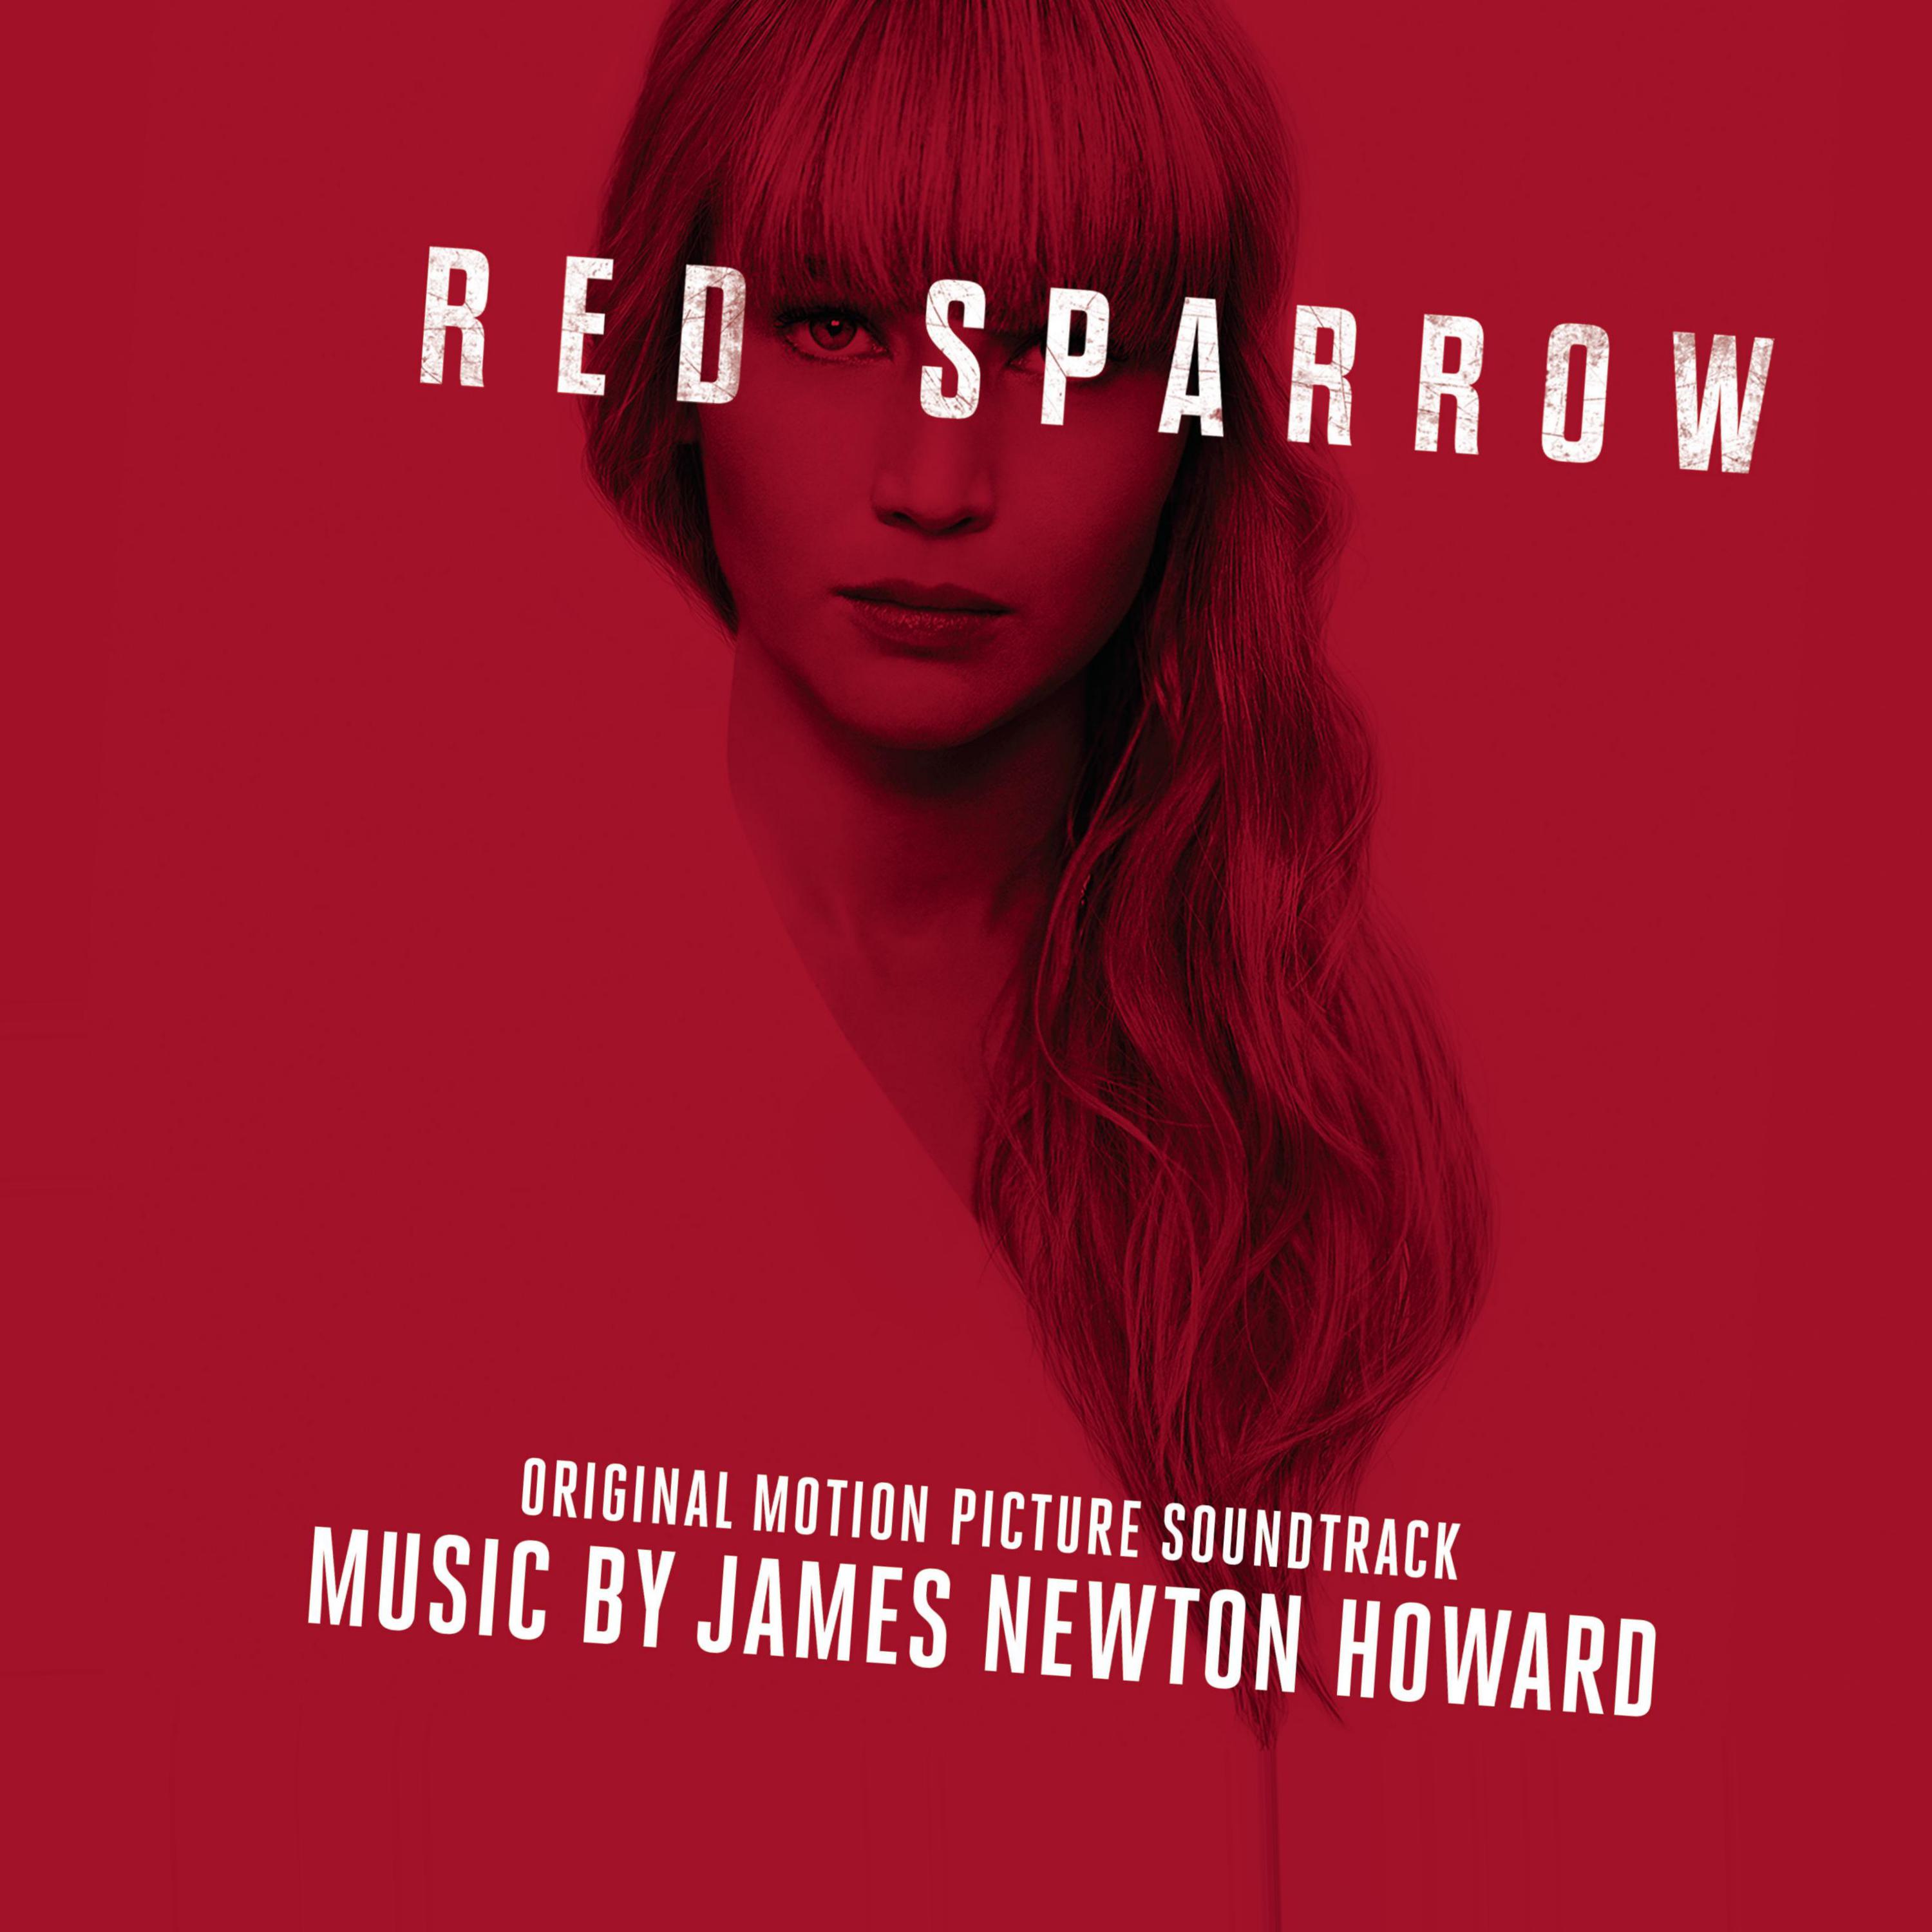 RED SPARROW
ORIGINAL MOTION PICTURE SOUNDTRACK
MUSIC BY JAMES NEWTON HOWARD